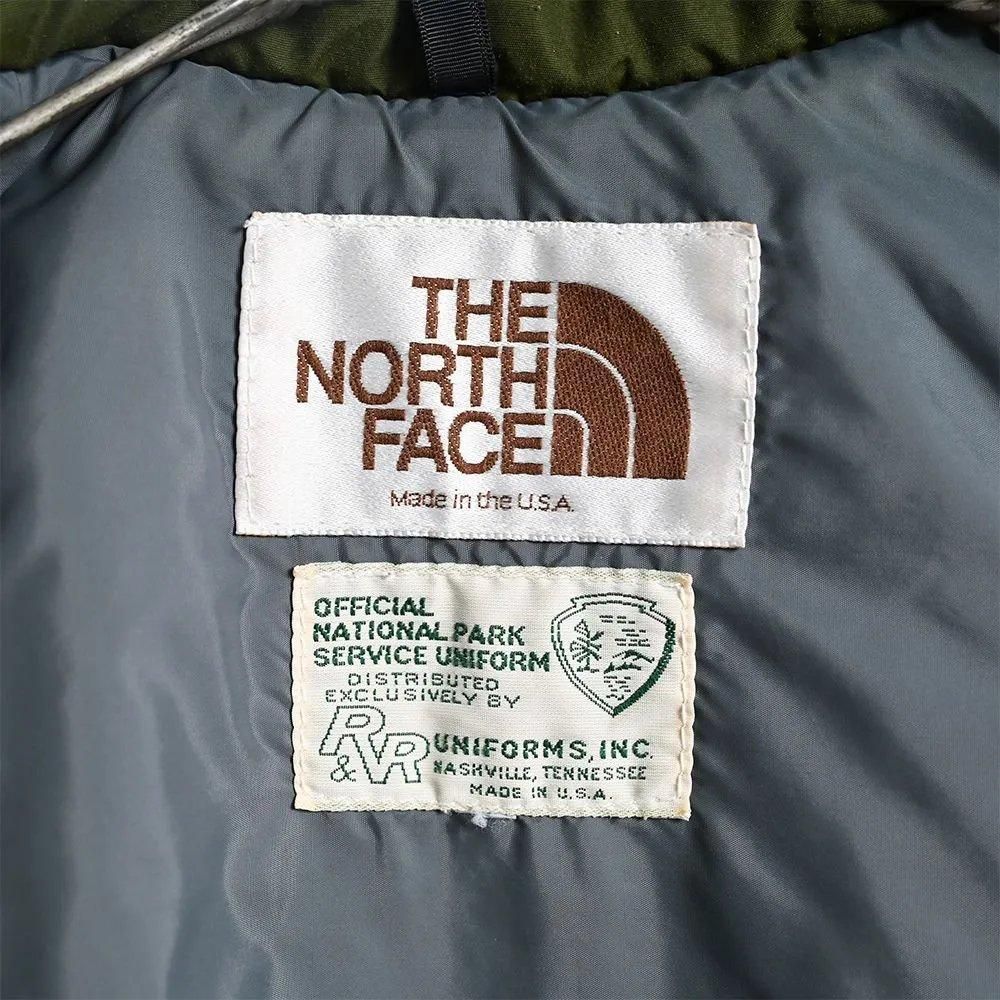 THE
NORTH
FACE
Made in the U.S.A.
OFFICIAL
NATIONAL PARK
SERVICE UNIFORM
DISTRIBUTED
EXCLUSIVELY BY
R&R UNIFORMS, INC.
NASHVILLE, TENNESSEE
MADE IN U.S.A.